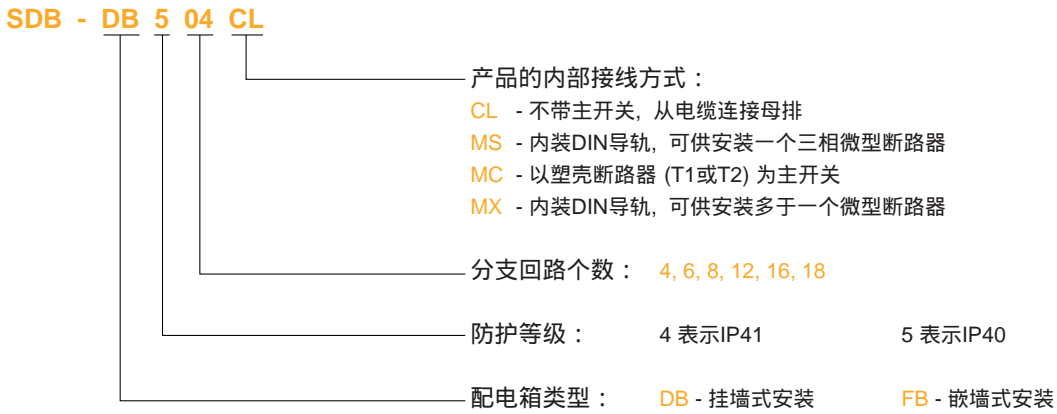 SDB - DB 5 04 CL
产品的内部接线方式：
CL - 不带主开关, 从电缆连接母排
MS - 内装DIN导轨, 可供安装一个三相微型断路器
MC - 以塑壳断路器 (T1或T2) 为主开关
MX - 内装DIN导轨, 可供安装多于一个微型断路器
分支回路个数： 4, 6, 8, 12, 16, 18
防护等级： 4 表示IP41 5 表示IP40
配电箱类型： DB - 挂墙式安装 FB - 嵌墙式安装